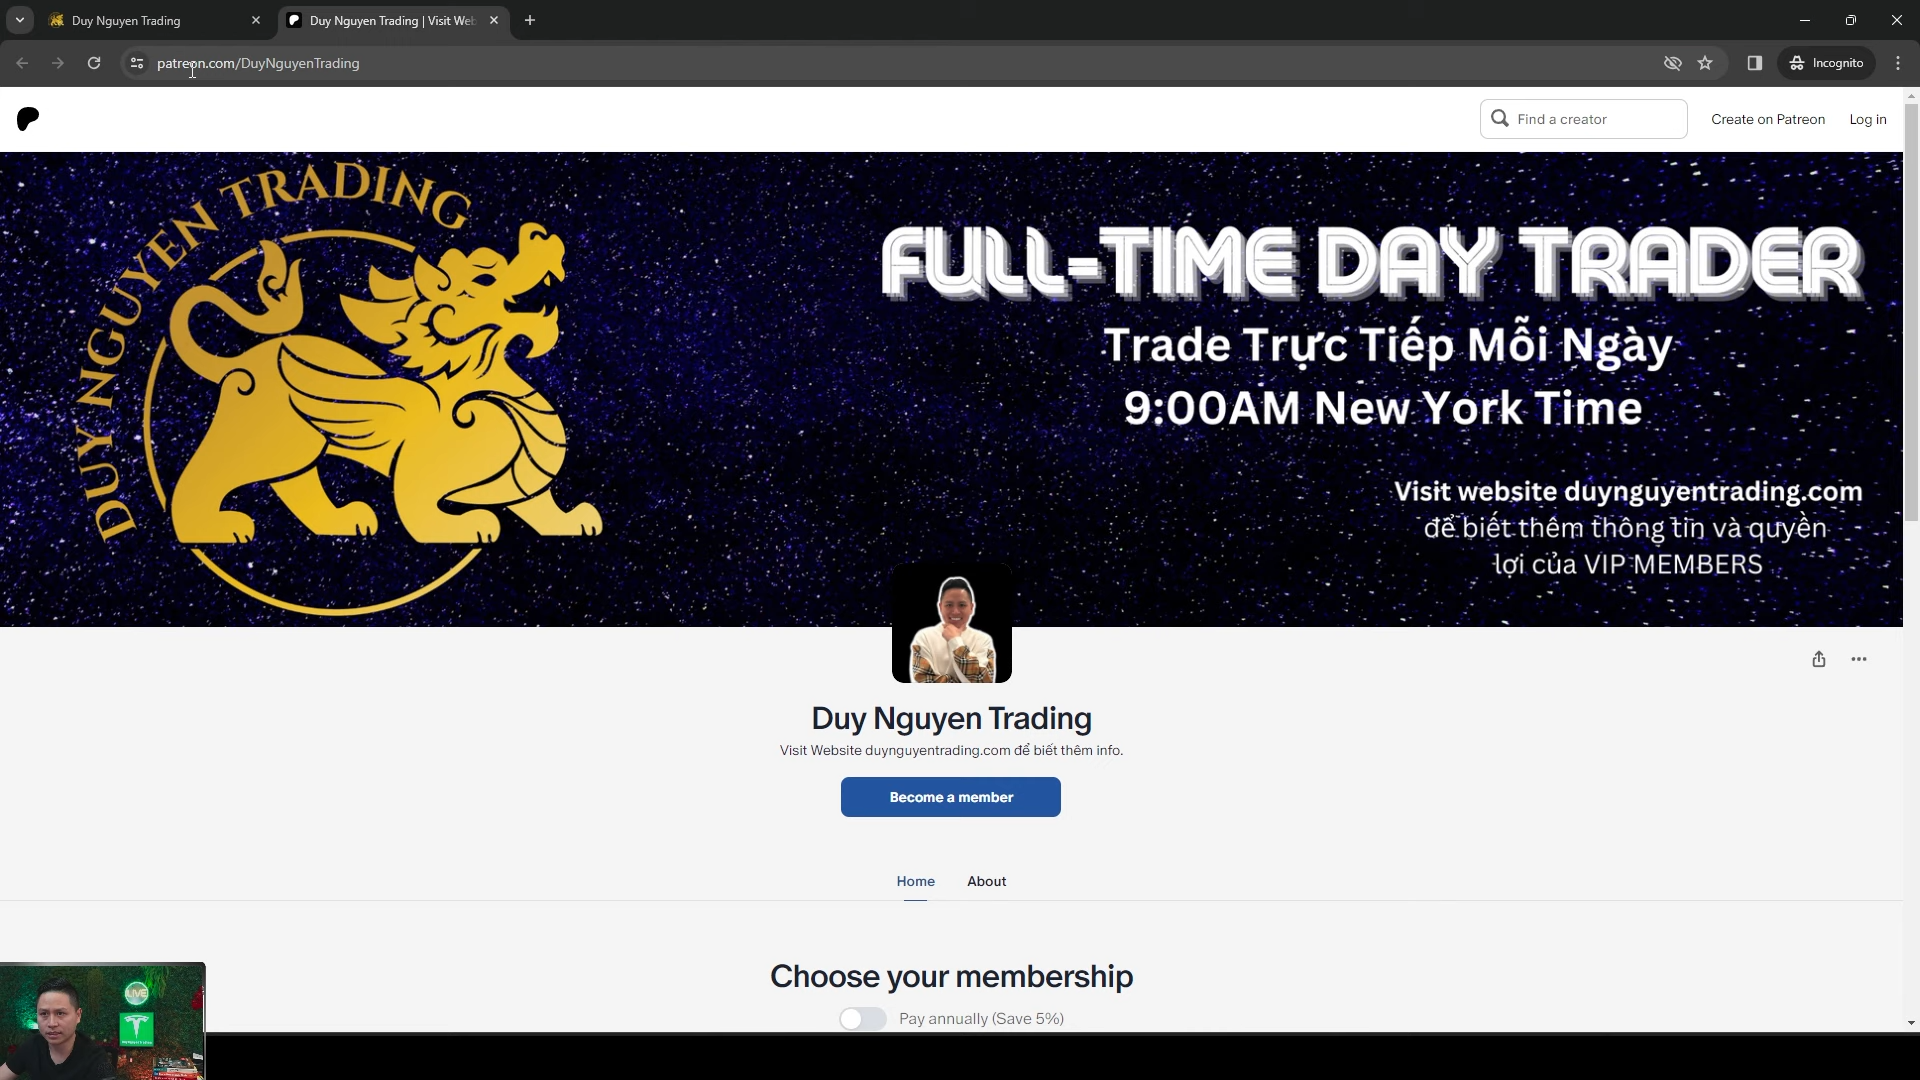 Duy Nguyen Trading
Duy Nguyen Trading | Visit Web
patreon.com/DuyNguyenTrading
Incognito
Find a creator
Create on Patreon
Log in
DUY NGUYEN TRADING
FULL-TIME DAY TRADER
Trade Trực Tiếp Mỗi Ngày
9:00AM New York Time
Visit website duynguyentrading.com
để biết thêm thông tin và quyền
lợi của VIP MEMBERS
Duy Nguyen Trading
Visit Website duynguyentrading.com để biết thêm info.
Become a member
Home
About
Choose your membership
Pay annually (Save 5%)
LIVE